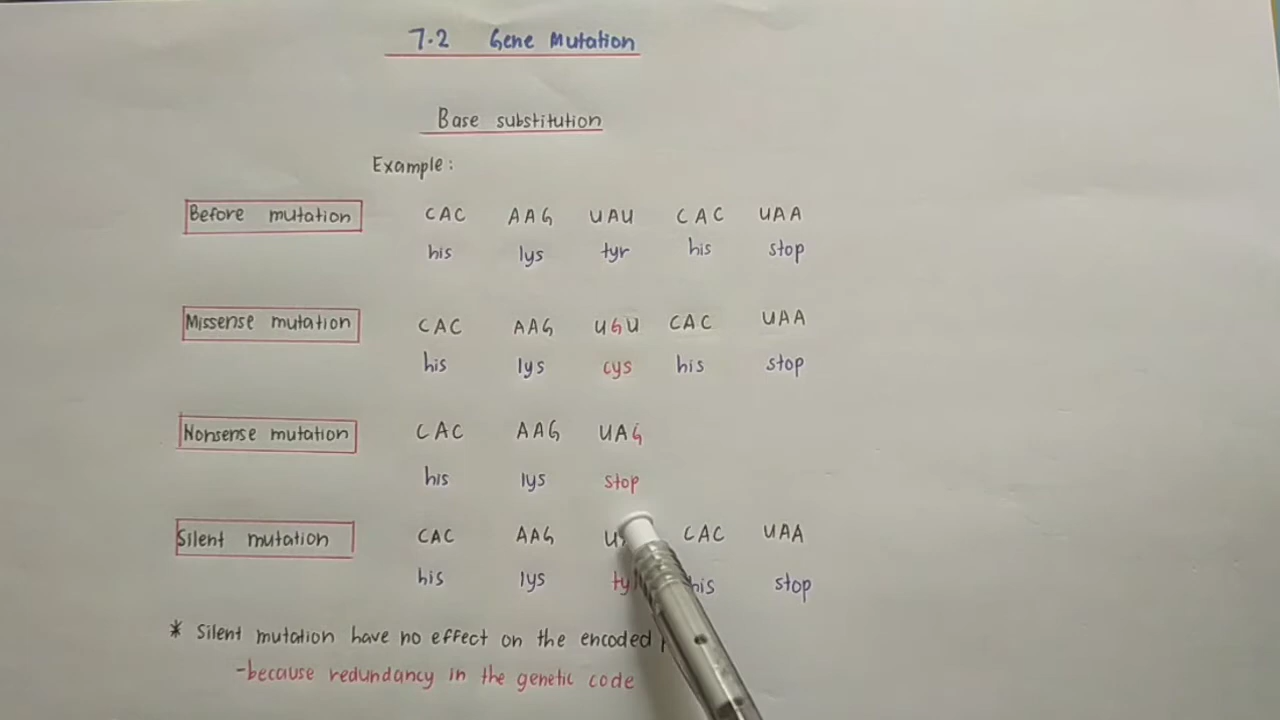 7.2 Gene Mutation
Base substitution
Example:
Before mutation CAC AAG UAU CAC UAA
his lys tyr his stop
Missense mutation CAC AAG UGU CAC UAA
his lys cys his stop
Nonsense mutation CAC AAG UAG
his lys stop
Silent mutation CAC AAG CAC UAA
his lys his stop
* Silent mutation have no effect on the encoded
-because redundancy in the genetic code